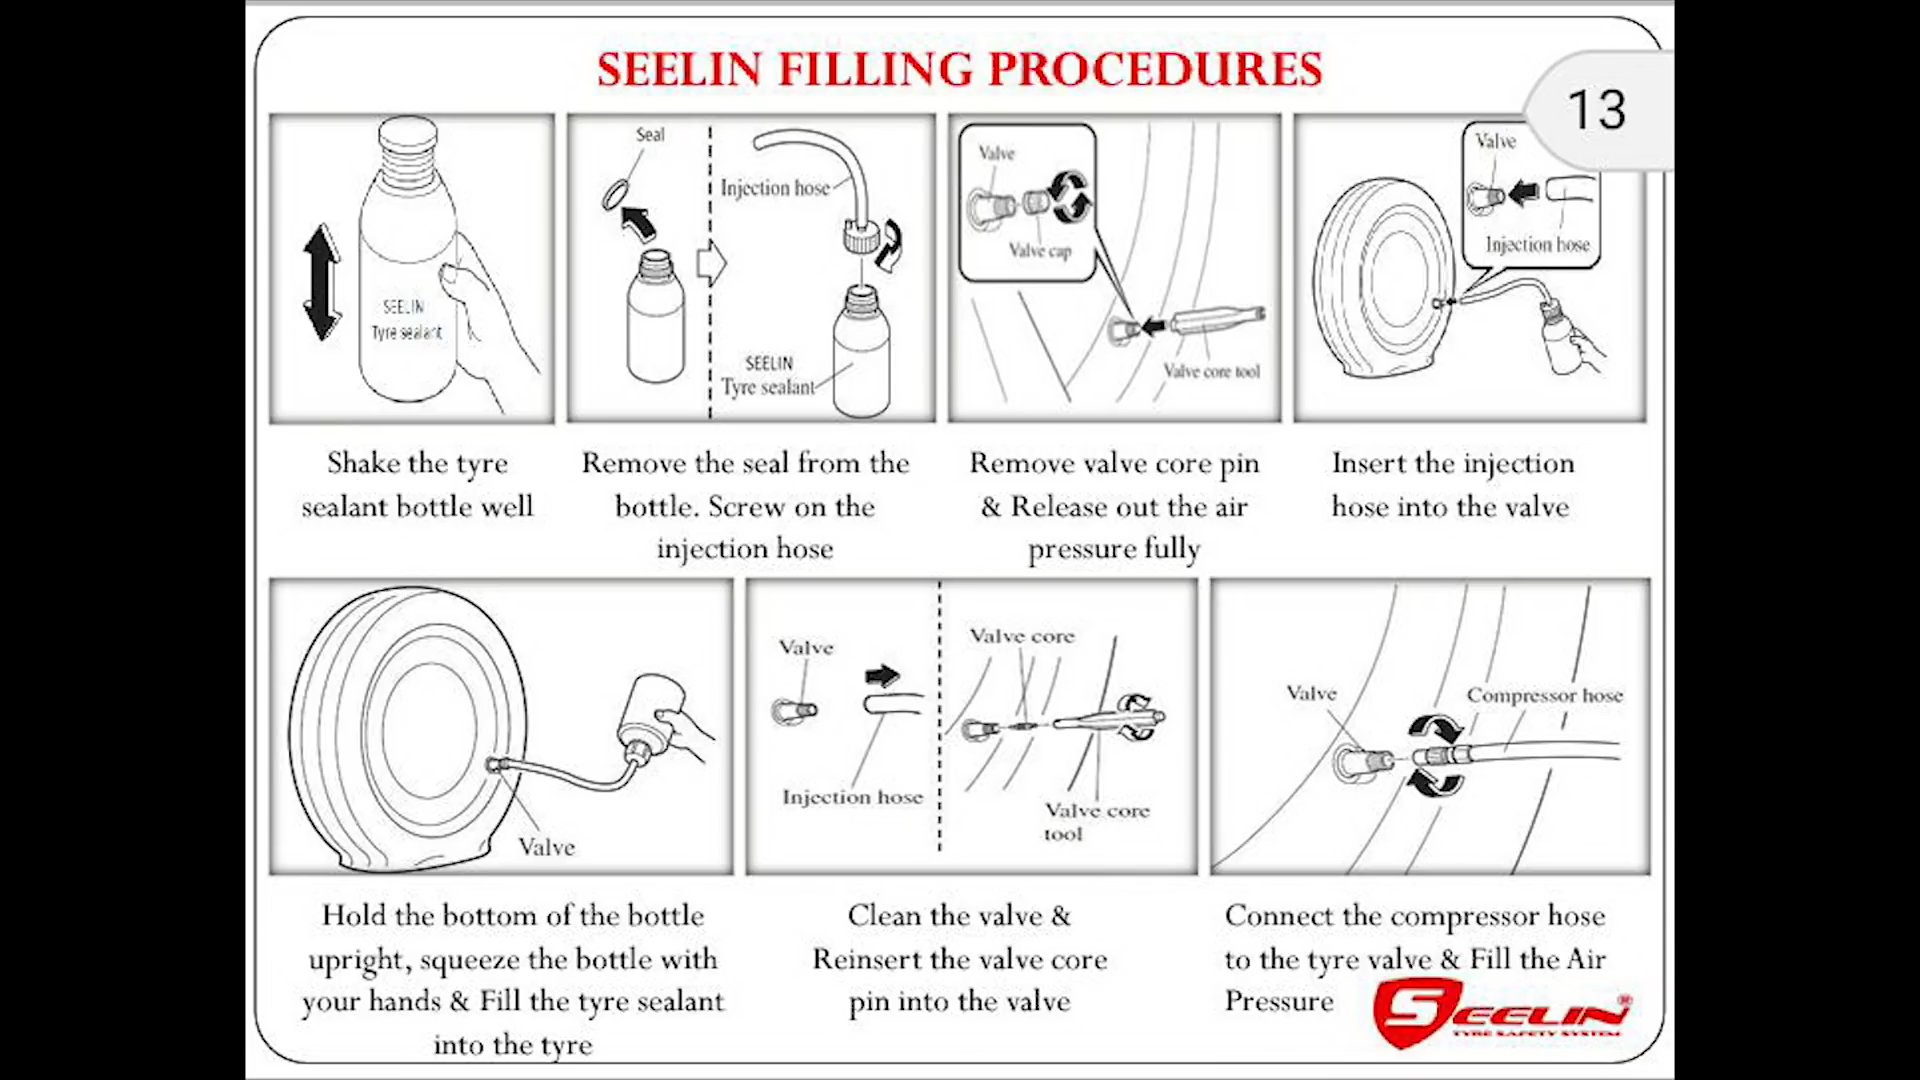 SEELIN FILLING PROCEDURES
13
SEELIN
Tyre sealant
Seal
Injection hose
SEELIN
Tyre sealant
Valve
Valve cap
Valve core tool
Valve
Injection hose
Shake the tyre
sealant bottle well
Remove the seal from the
bottle. Screw on the
injection hose
Remove valve core pin
& Release out the air
pressure fully
Insert the injection
hose into the valve
Valve
Valve
Injection hose
Valve core
Valve core
tool
Valve
Compressor hose
Hold the bottom of the bottle
upright, squeeze the bottle with
your hands & Fill the tyre sealant
into the tyre
Clean the valve &
Reinsert the valve core
pin into the valve
Connect the compressor hose
to the tyre valve & Fill the Air
Pressure
SEELIN®
TYRE SAFETY SYSTEM